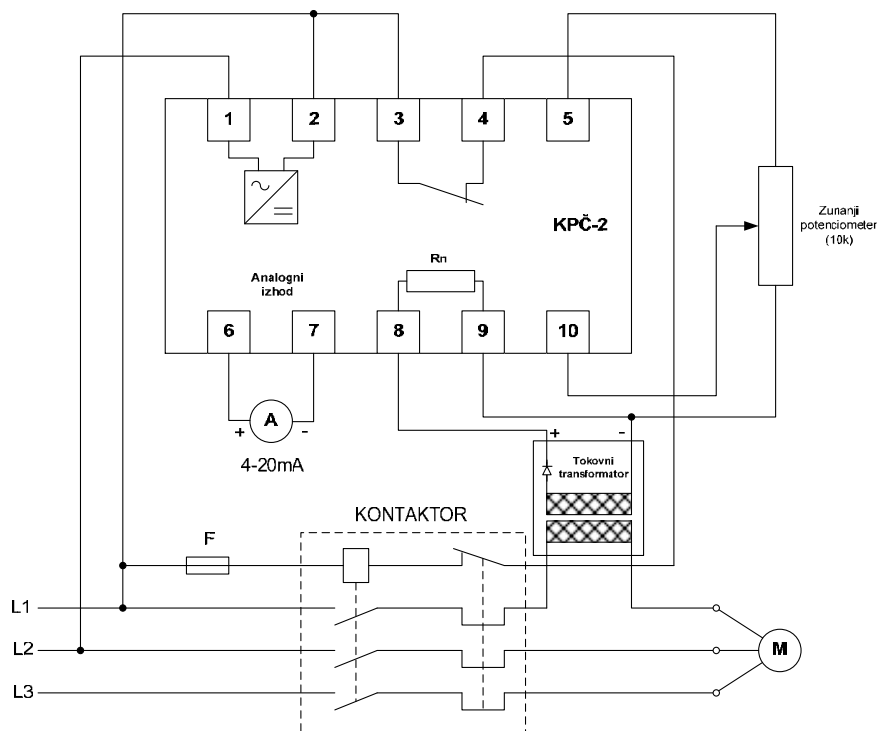 1
2
3
4
5
KPČ-2
Zunanji
potenciometer
(10k)
Rn
Analogni
izhod
6
7
8
9
10
A
+
-
4-20mA
+
-
Tokovni
transformator
KONTAKTOR
F
L1
L2
L3
M